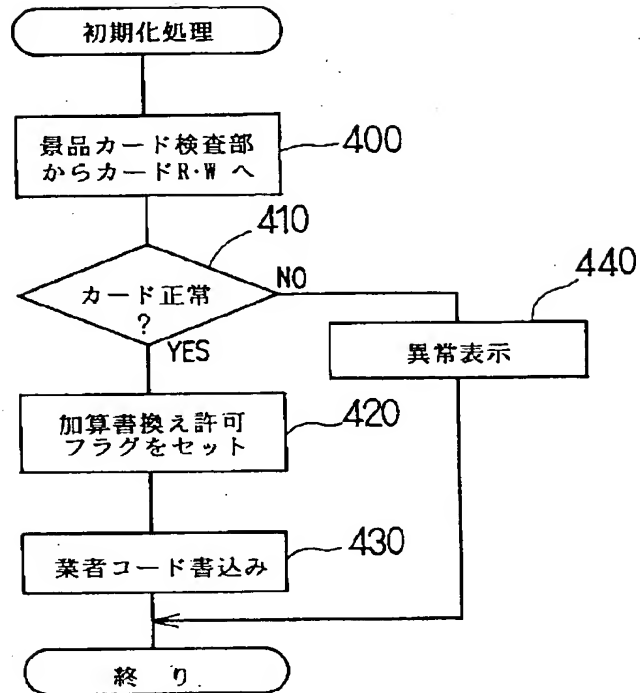 初期化処理
景品カード検査部
からカードR·Wへ
400
410
カード正常
?
NO
YES
440
異常表示
加算書換え許可
フラグをセット
420
業者コード書込み
430
終り